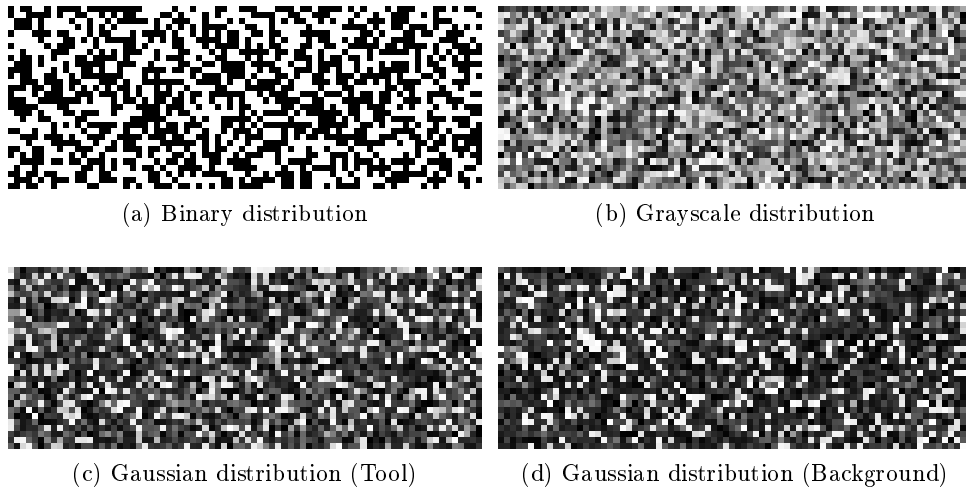 (a) Binary distribution
(b) Grayscale distribution
(c) Gaussian distribution (Tool)
(d) Gaussian distribution (Background)